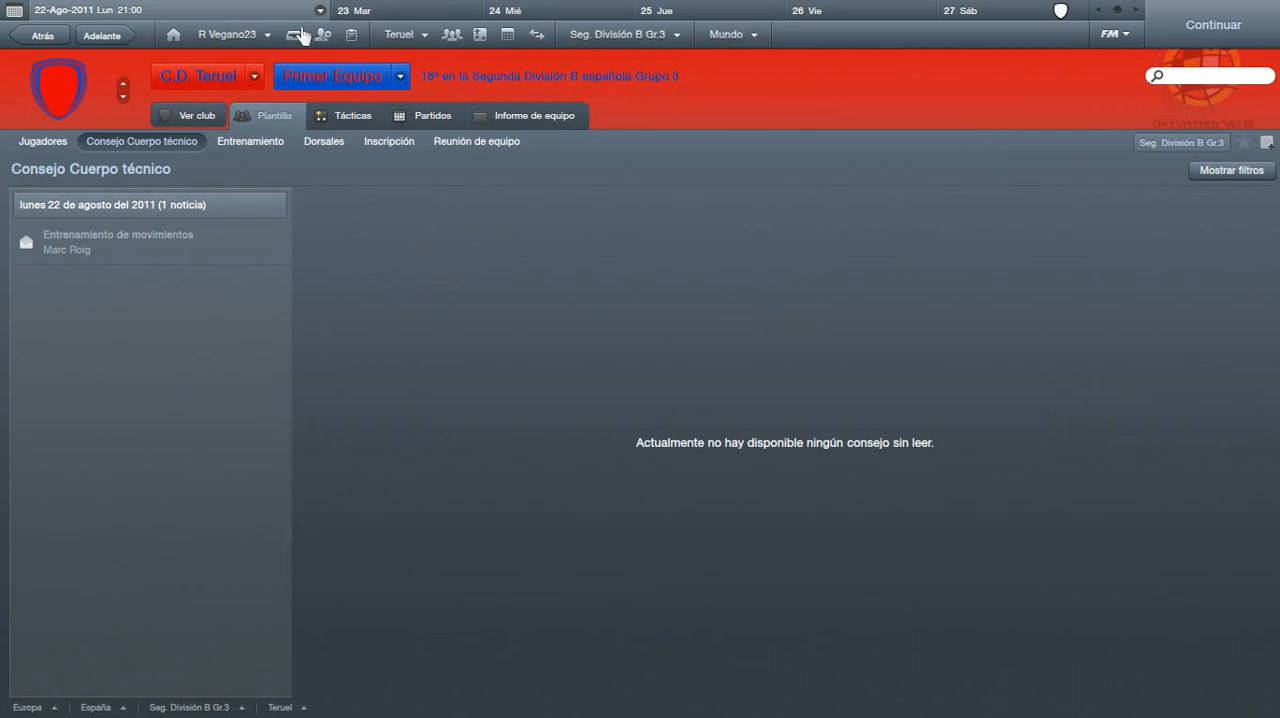 22-Ago-2011 Lun 21:00 23 Mar 24 Mié 25 Jue 26 Vie 27 Sáb
Continuar
Atrás Adelante R Vegano23 Teruel Seg. División B Gr.3 Mundo FM
C.D. Teruel Primer Equipo 18º en la Segunda División B española Grupo 3
2ª DIVISIÓN B
Ver club Plantilla Tácticas Partidos Informe de equipo
Jugadores Consejo Cuerpo técnico Entrenamiento Dorsales Inscripción Reunión de equipo Seg. División B Gr.3
Consejo Cuerpo técnico Mostrar filtros
lunes 22 de agosto del 2011 (1 noticia)
Entrenamiento de movimientos
Marc Roig
Actualmente no hay disponible ningún consejo sin leer.
Europa España Seg. División B Gr.3 Teruel